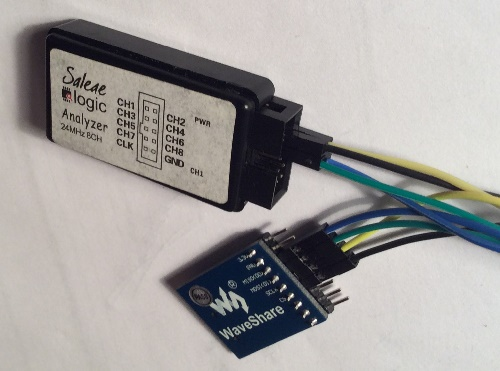 Saleae
logic
Analyzer
24MHz 8CH
CH1
CH3
CH5
CH7
CLK
CH2
CH4
CH6
CH8
GND
PWR
CH1
WaveShare